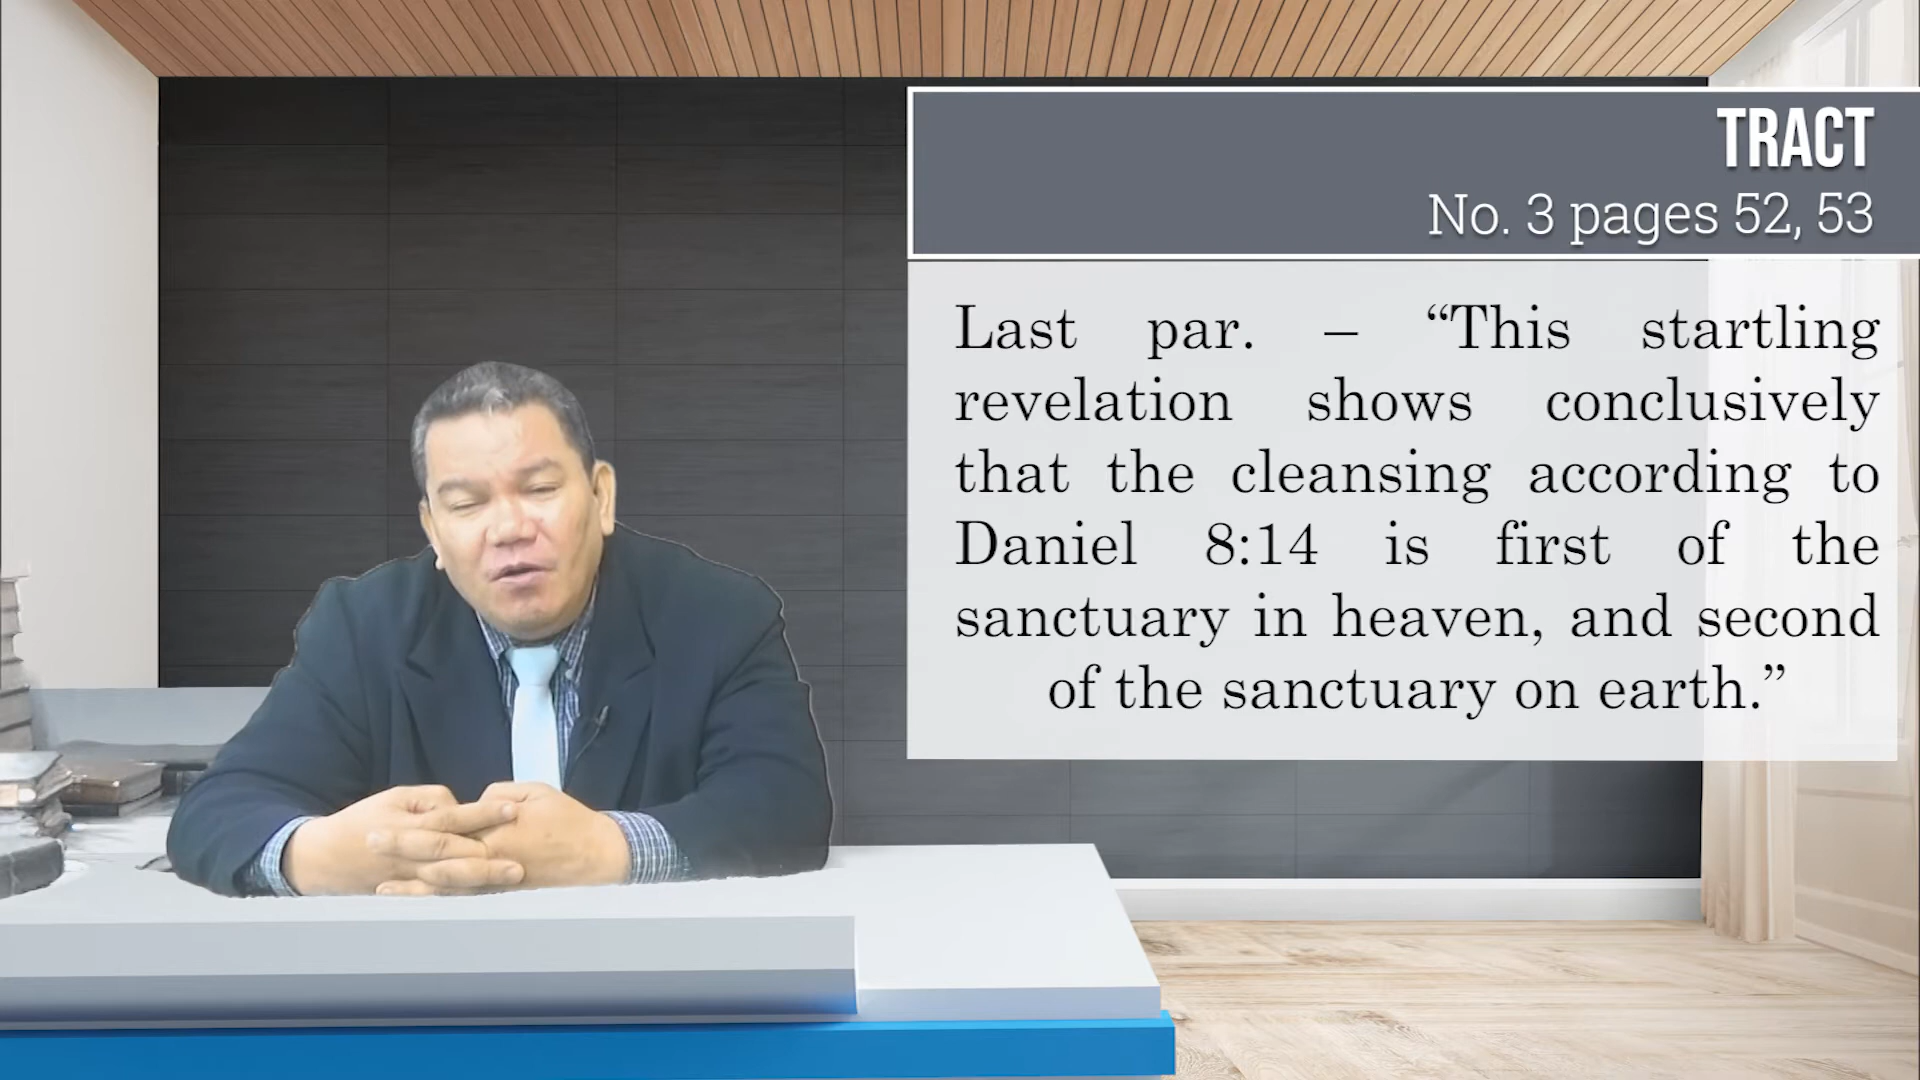 TRACT
No. 3 pages 52, 53
Last par. – “This startling
revelation shows conclusively
that the cleansing according to
Daniel 8:14 is first of the
sanctuary in heaven, and second
of the sanctuary on earth.”